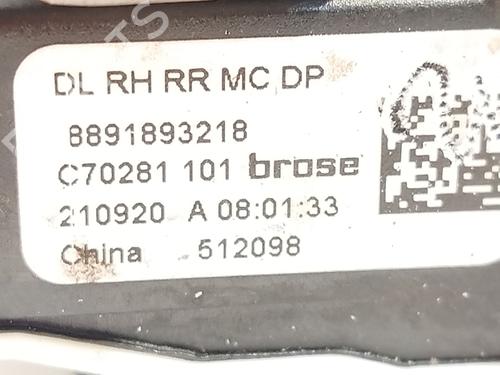 DL RH RR MC DP
8891893218
C70281 101 brose
210920 A 08:01:33
China 512098